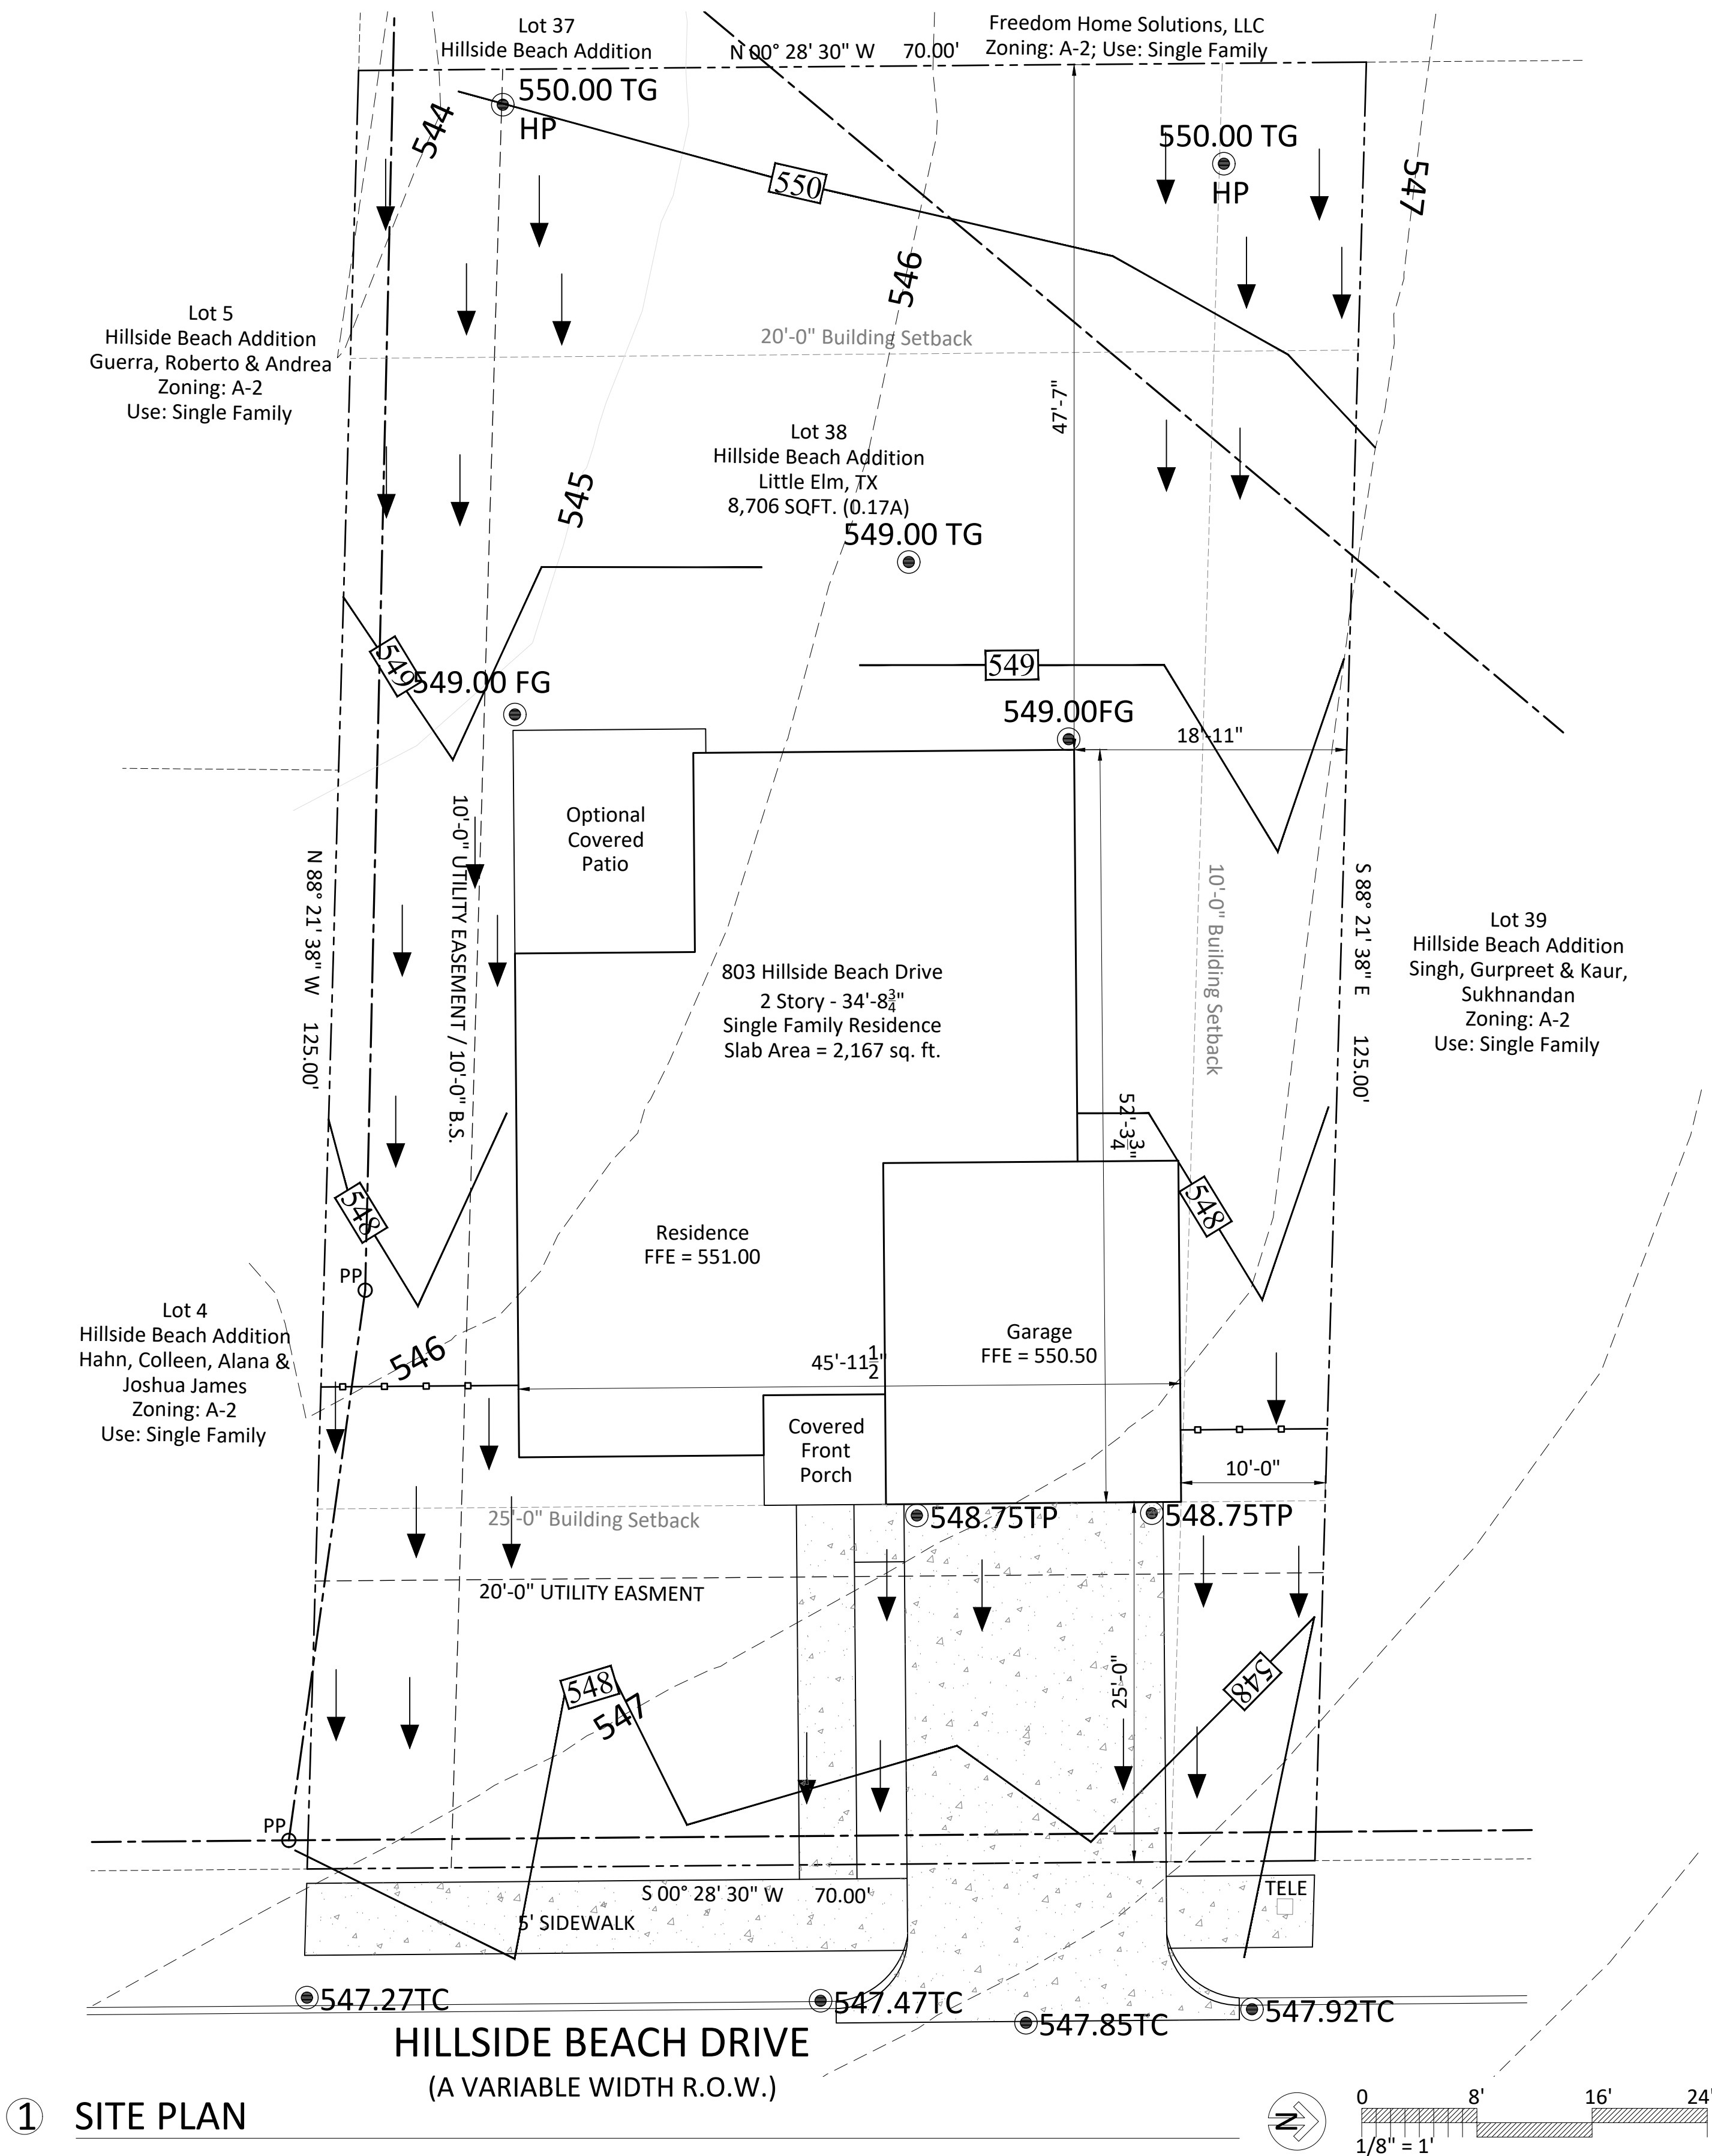 Lot 37
Hillside Beach Addition
N 00° 28' 30" W 70.00'
Freedom Home Solutions, LLC
Zoning: A-2; Use: Single Family
550.00 TG
HP
544
550
550.00 TG
HP
547
546
Lot 5
Hillside Beach Addition
Guerra, Roberto & Andrea
Zoning: A-2
Use: Single Family
20'-0" Building Setback
47'-7"
Lot 38
Hillside Beach Addition
Little Elm, TX
8,706 SQFT. (0.17A)
549.00 TG
545
549
549.00 FG
549
549.00FG
18'-11"
Optional
Covered
Patio
10'-0" UTILITY EASEMENT / 10'-0" B.S.
N 88° 21' 38" W 125.00'
10'-0" Building Setback
S 88° 21' 38" E 125.00'
803 Hillside Beach Drive
2 Story - 34'-8 3/4"
Single Family Residence
Slab Area = 2,167 sq. ft.
Lot 39
Hillside Beach Addition
Singh, Gurpreet & Kaur,
Sukhnandan
Zoning: A-2
Use: Single Family
52'-3 3/4"
548
548
Residence
FFE = 551.00
PP
Lot 4
Hillside Beach Addition
Hahn, Colleen, Alana &
Joshua James
Zoning: A-2
Use: Single Family
546
45'-11 1/2"
Garage
FFE = 550.50
Covered
Front
Porch
10'-0"
25'-0" Building Setback
548.75TP
548.75TP
20'-0" UTILITY EASMENT
548
547
25'-0"
548
PP
S 00° 28' 30" W 70.00'
5' SIDEWALK
TELE
547.27TC
547.47TC
547.85TC
547.92TC
HILLSIDE BEACH DRIVE
(A VARIABLE WIDTH R.O.W.)
1 SITE PLAN
N
0 8' 16' 24'
1/8" = 1'